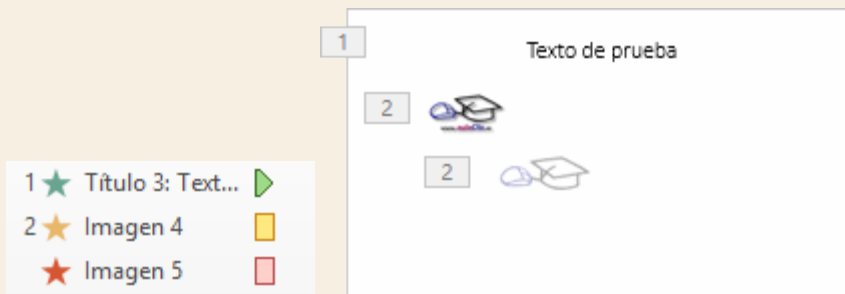 1
Texto de prueba
2
2
1 Título 3: Text...
2 Imagen 4
Imagen 5